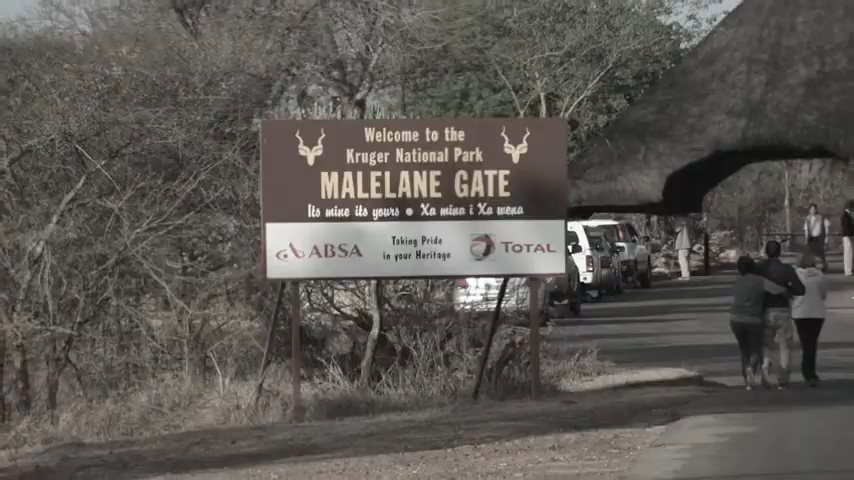 Welcome to the
Kruger National Park
MALELANE GATE
Its mine its yours • Xa mina i Xa wena
ABSA
Taking Pride
in your Heritage
TOTAL